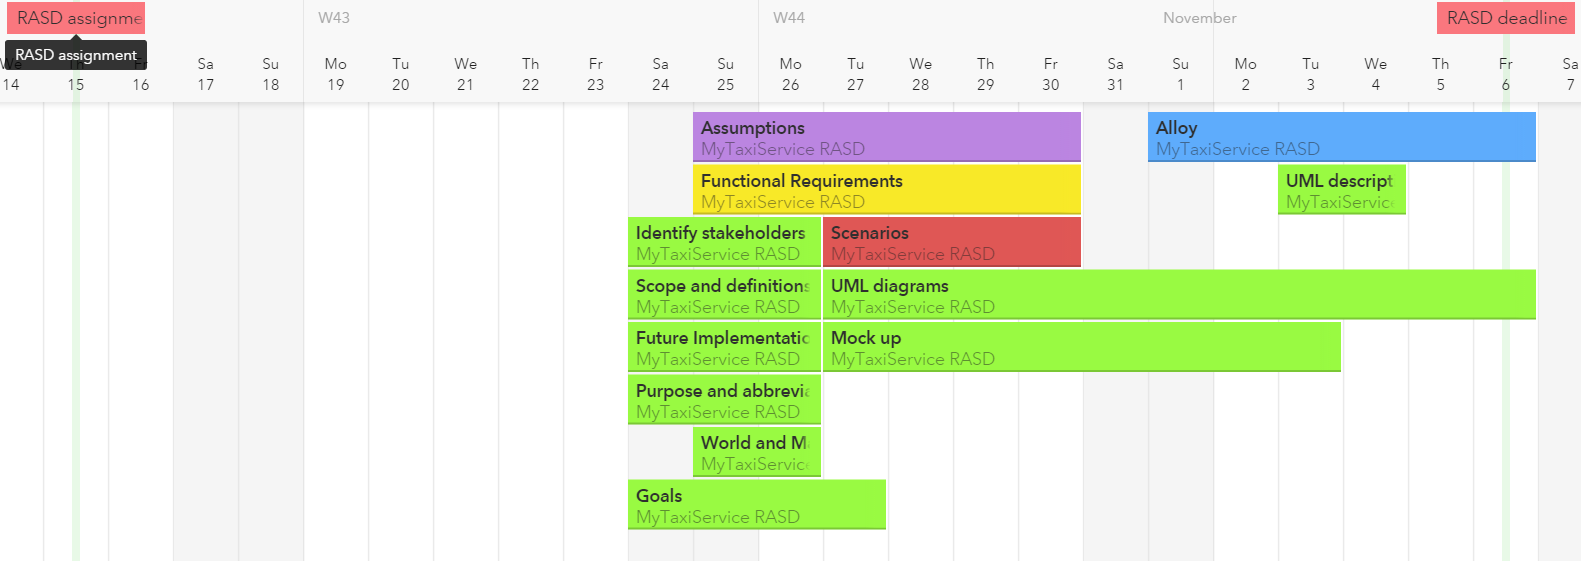 RASD assignme
W43
W44
November
RASD deadline
RASD assignment
We Th Fr Sa Su Mo Tu We Th Fr Sa Su Mo Tu We Th Fr Sa Su Mo Tu We Th Fr Sa
14 15 16 17 18 19 20 21 22 23 24 25 26 27 28 29 30 31 1 2 3 4 5 6 7
Assumptions
MyTaxiService RASD
Alloy
MyTaxiService RASD
Functional Requirements
MyTaxiService RASD
UML descript
MyTaxiService
Identify stakeholders
MyTaxiService RASD
Scenarios
MyTaxiService RASD
Scope and definitions
MyTaxiService RASD
UML diagrams
MyTaxiService RASD
Future Implementatic
MyTaxiService RASD
Mock up
MyTaxiService RASD
Purpose and abbrevia
MyTaxiService RASD
World and Ma
MyTaxiService
Goals
MyTaxiService RASD